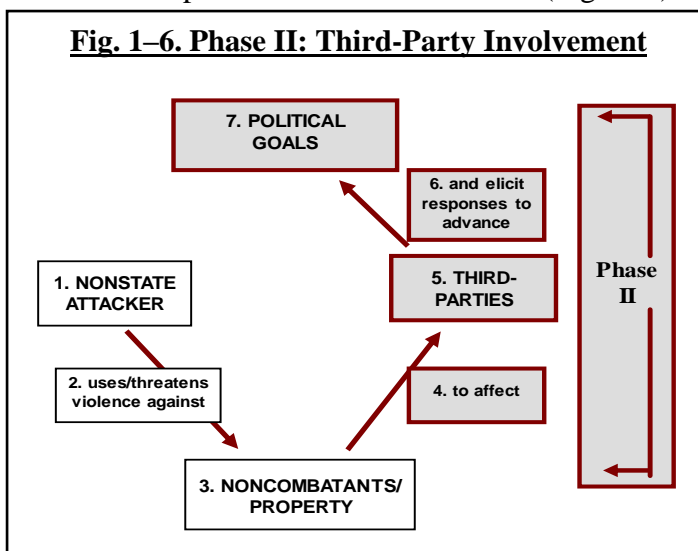 Fig. 1–6. Phase II: Third-Party Involvement
7. POLITICAL
GOALS
6. and elicit
responses to
advance
1. NONSTATE
ATTACKER
5. THIRD-
PARTIES
Phase
II
2. uses/threatens
violence against
4. to affect
3. NONCOMBATANTS/
PROPERTY